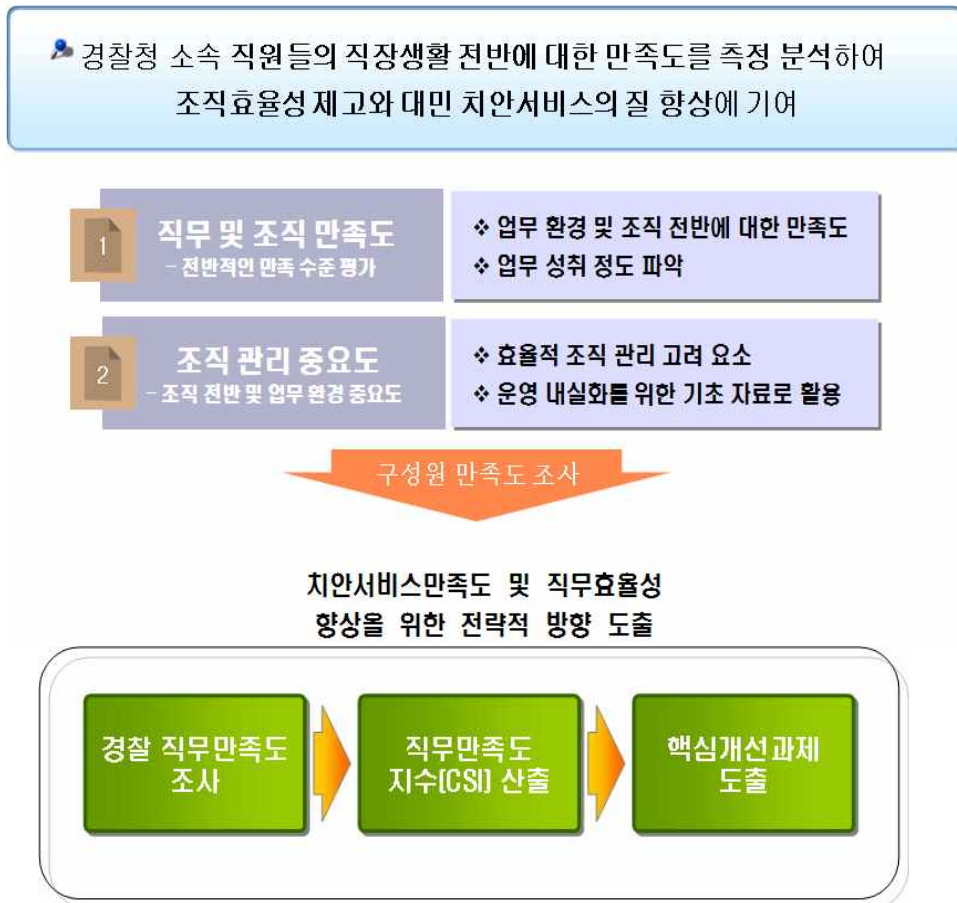 경찰청 소속 직원들의 직장생활 전반에 대한 만족도를 측정 분석하여
조직효율성 제고와 대민 치안서비스의 질 향상에 기여
1
직무 및 조직 만족도
- 전반적인 만족 수준 평가
❖ 업무 환경 및 조직 전반에 대한 만족도
❖ 업무 성취 정도 파악
2
조직 관리 중요도
- 조직 전반 및 업무 환경 중요도
❖ 효율적 조직 관리 고려 요소
❖ 운영 내실화를 위한 기초 자료로 활용
구성원 만족도 조사
치안서비스만족도 및 직무효율성
향상을 위한 전략적 방향 도출
경찰 직무만족도
조사
직무만족도
지수(CSI) 산출
핵심개선과제
도출